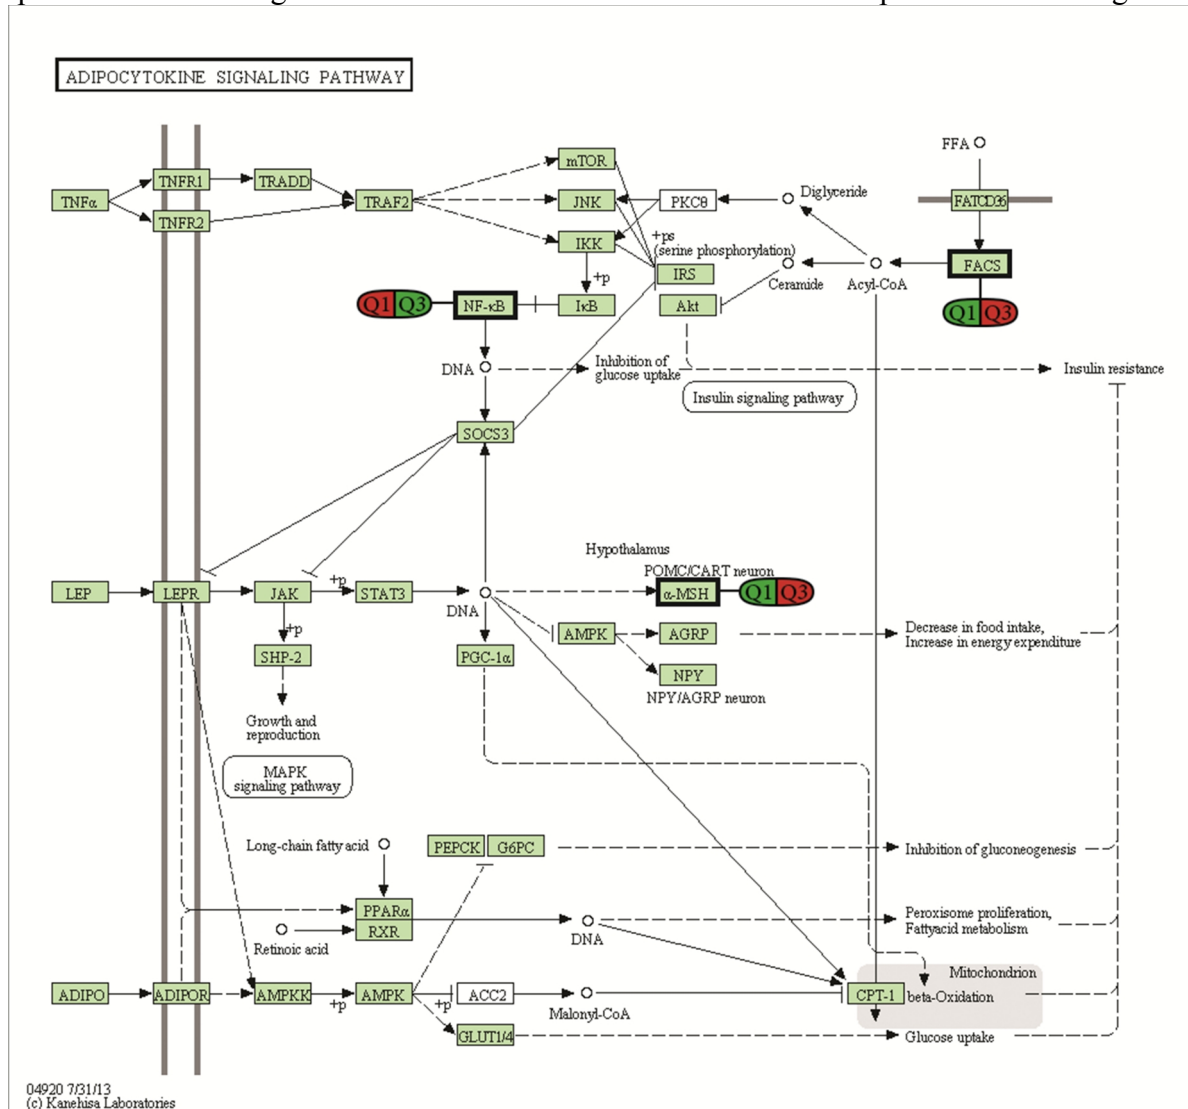 ADIPOCYTOKINE SIGNALING PATHWAY
TNFα
TNFR1
TNFR2
TRADD
TRAF2
mTOR
JNK
IKK
PKCθ
Diglyceride
FFA
FATCD36
FACS
+ps
(serine phosphorylation)
IRS
Ceramide
Acyl-CoA
+p
Q1 Q3
NF-κB
IκB
Akt
Q1 Q3
DNA
Inhibition of
glucose uptake
Insulin resistance
Insulin signaling pathway
SOCS3
Hypothalamus
POMC/CART neuron
LEP
LEPR
JAK
+p
STAT3
DNA
α-MSH
Q1 Q3
+p
SHP-2
PGC-1α
AMPK
AGRP
NPY
NPY/AGRP neuron
Decrease in food intake,
Increase in energy expenditure
Growth and
reproduction
MAPK
signaling pathway
Long-chain fatty acid
PEPCK
G6PC
Inhibition of gluconeogenesis
PPARα
RXR
Retinoic acid
DNA
Peroxisome proliferation,
Fattyacid metabolism
ADIPO
ADIPOR
AMPKK
+p
AMPK
+p
ACC2
Malonyl-CoA
CPT-1
Mitochondrion
beta-Oxidation
GLUT1/4
Glucose uptake
04920 7/31/13
(c) Kanehisa Laboratories